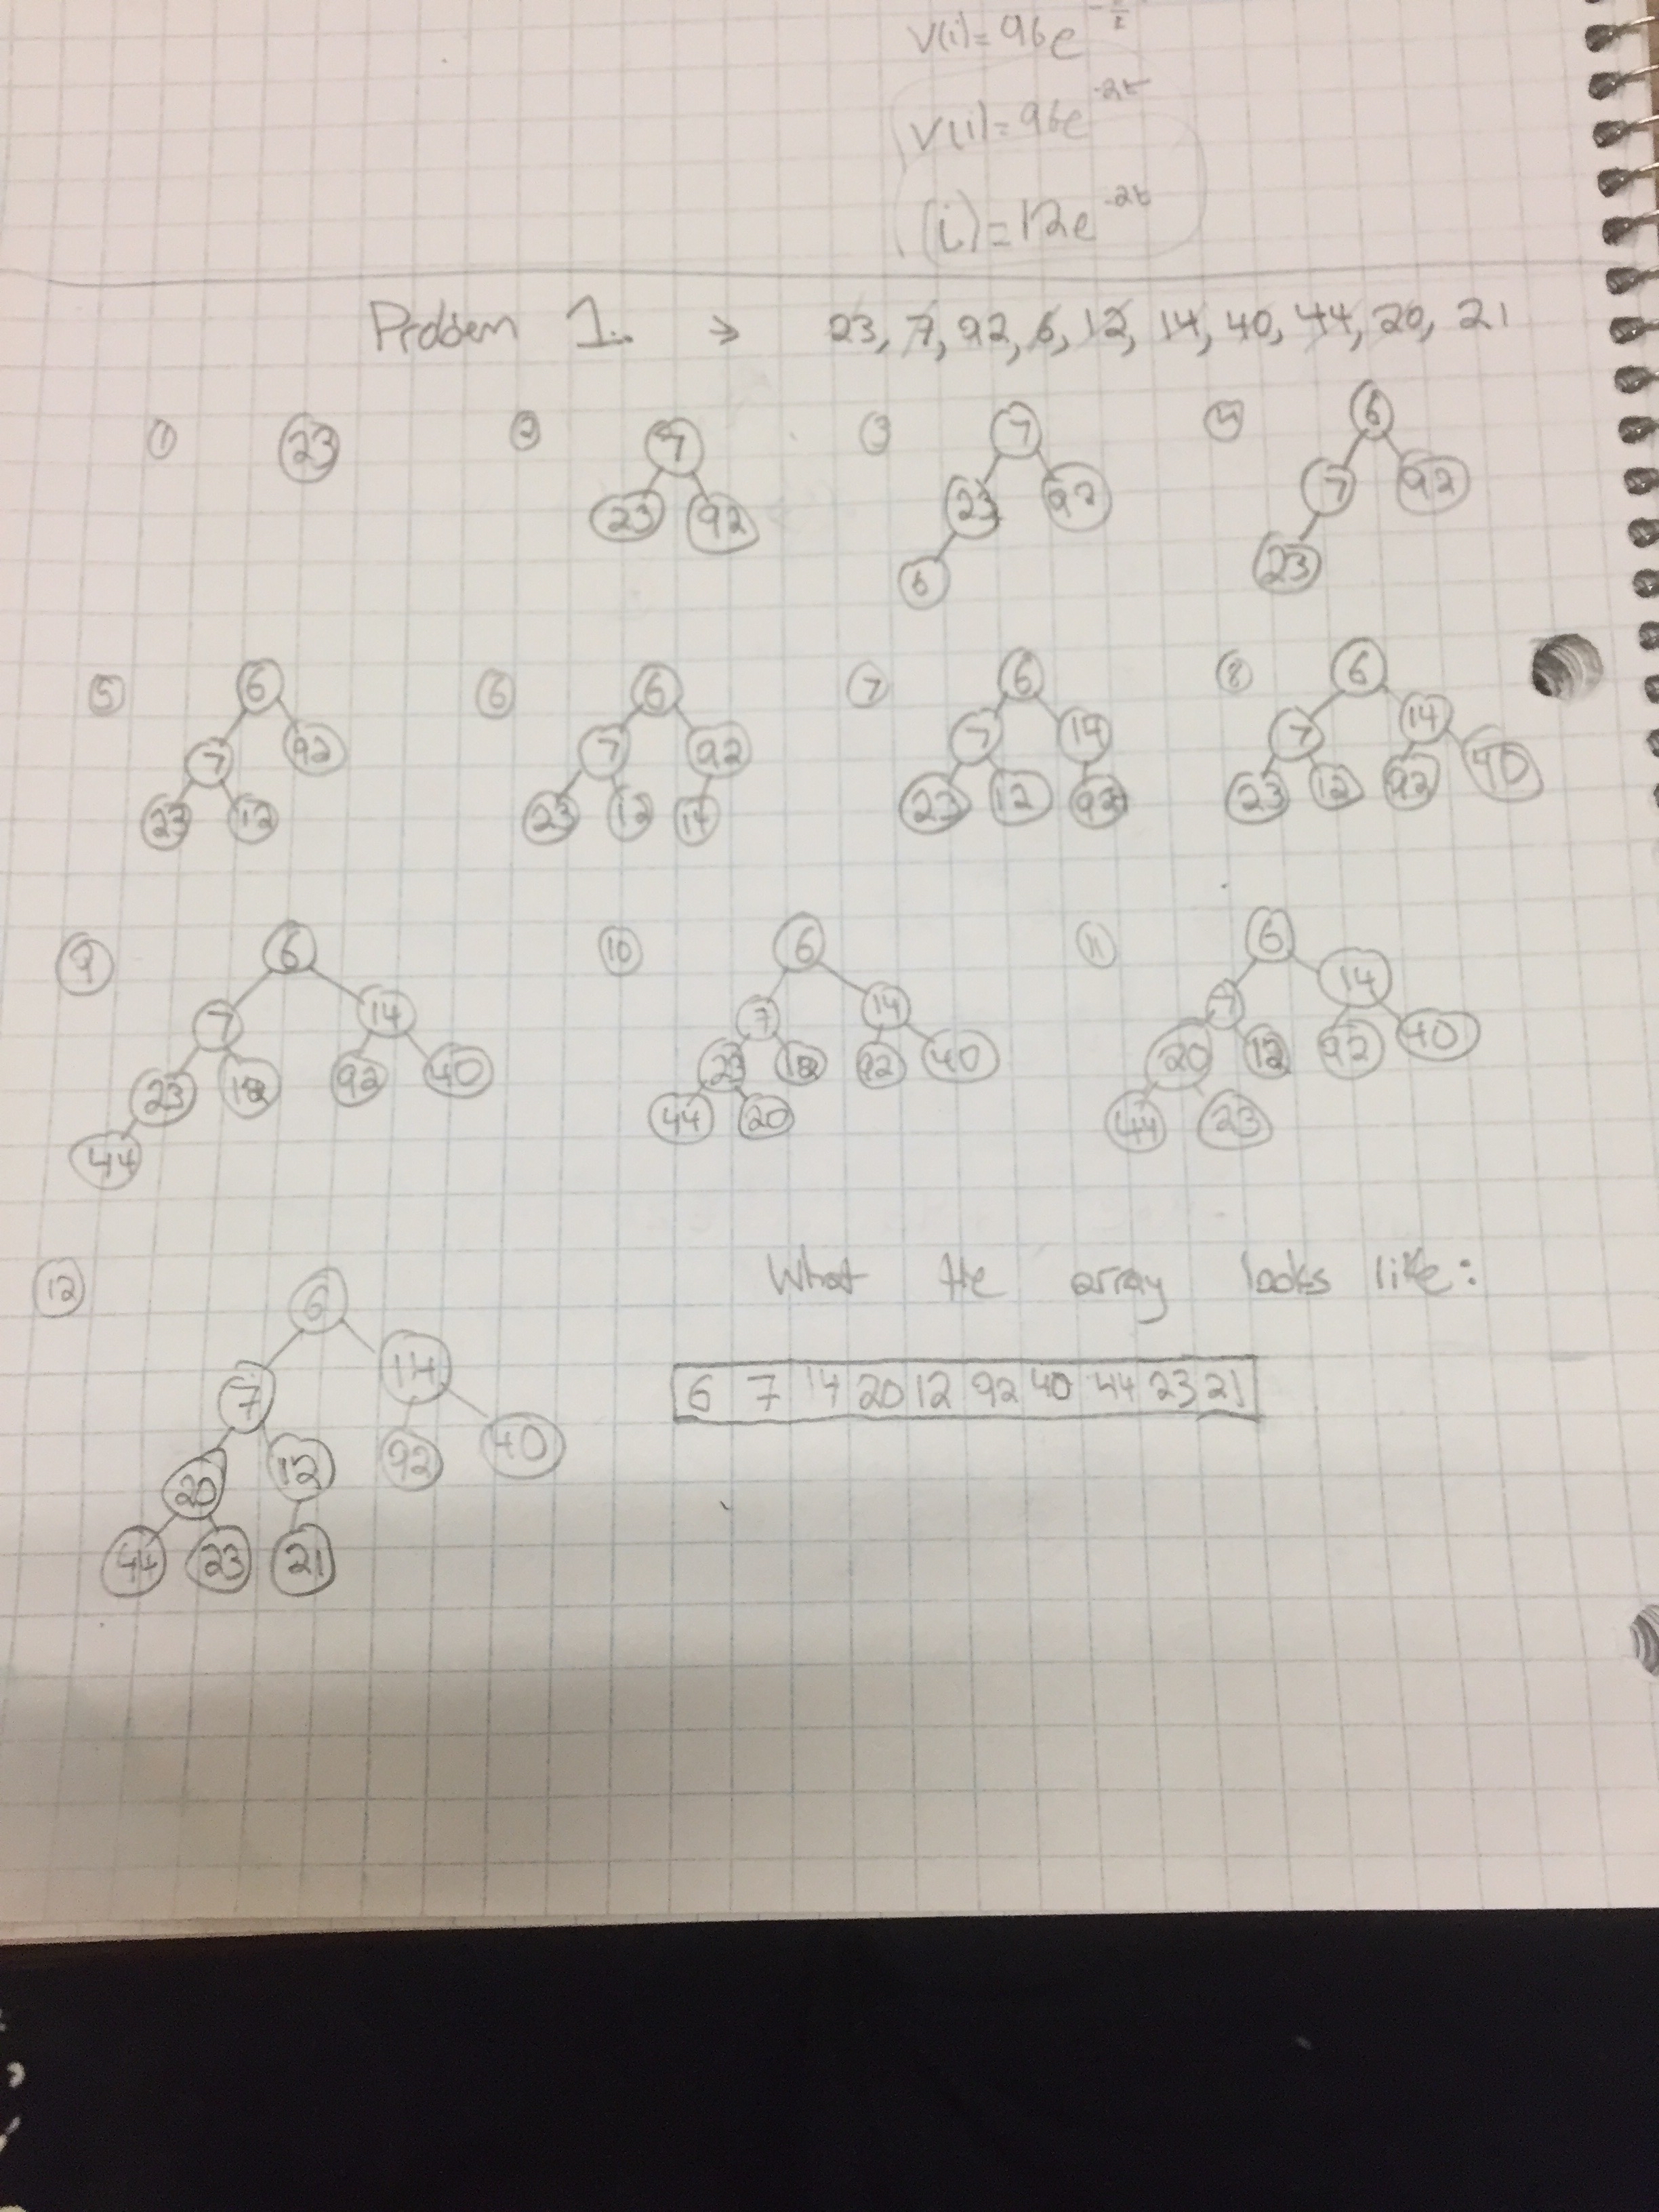 V(i)=96e
V(i)=96e^-2t
(i)=12e^-2t
Problem 1. → 23, 7, 92, 6, 12, 14, 40, 44, 20, 21
① 23
② 7 23 92
③ 7 23 92 6
④ 6 7 92 23
⑤ 6 7 92 23 12
⑥ 6 7 92 23 12 14
⑦ 6 7 14 23 12 92
⑧ 6 7 14 23 12 92 40
⑨ 6 7 14 23 12 92 40 44
⑩ 6 7 14 23 12 92 40 44 20
⑪ 6 7 14 20 12 92 40 44 23
What the array looks like:
⑫ 6 7 14 20 12 92 40 44 23 21
6 7 14 20 12 92 40 44 23 21